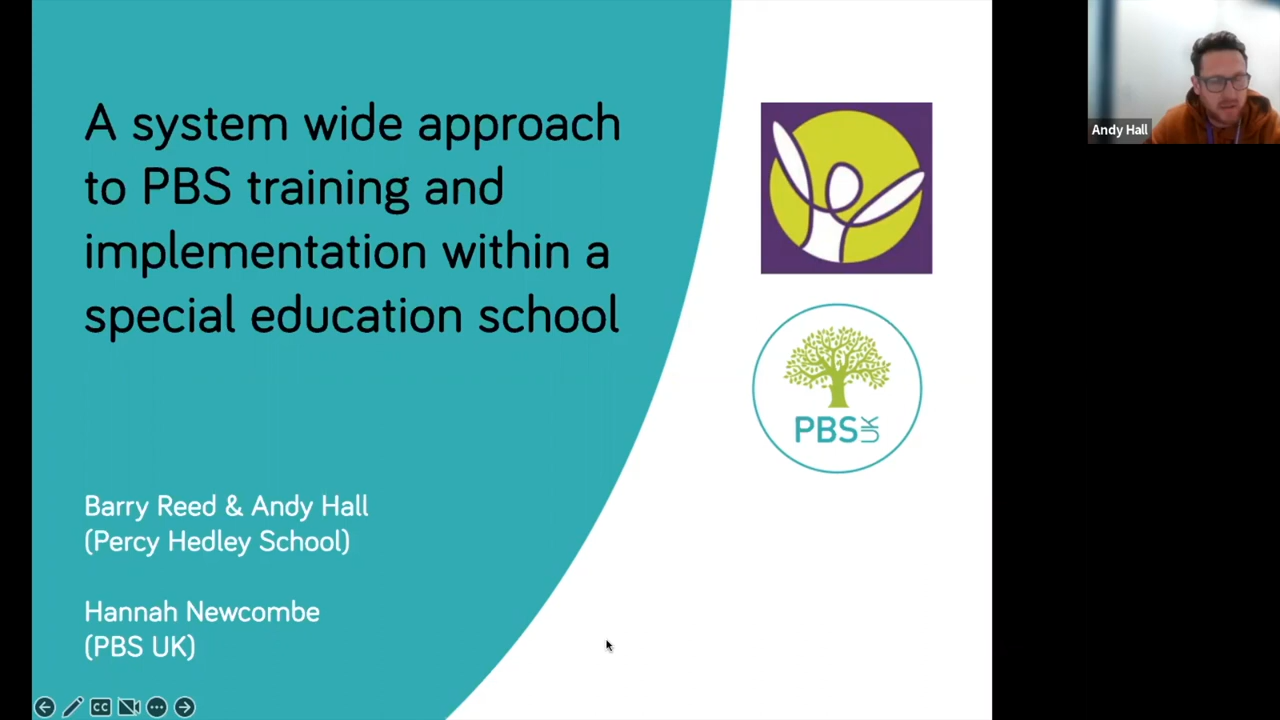 A system wide approach
to PBS training and
implementation within a
special education school
Barry Reed & Andy Hall
(Percy Hedley School)
Hannah Newcombe
(PBS UK)
PBS UK
Andy Hall
CC